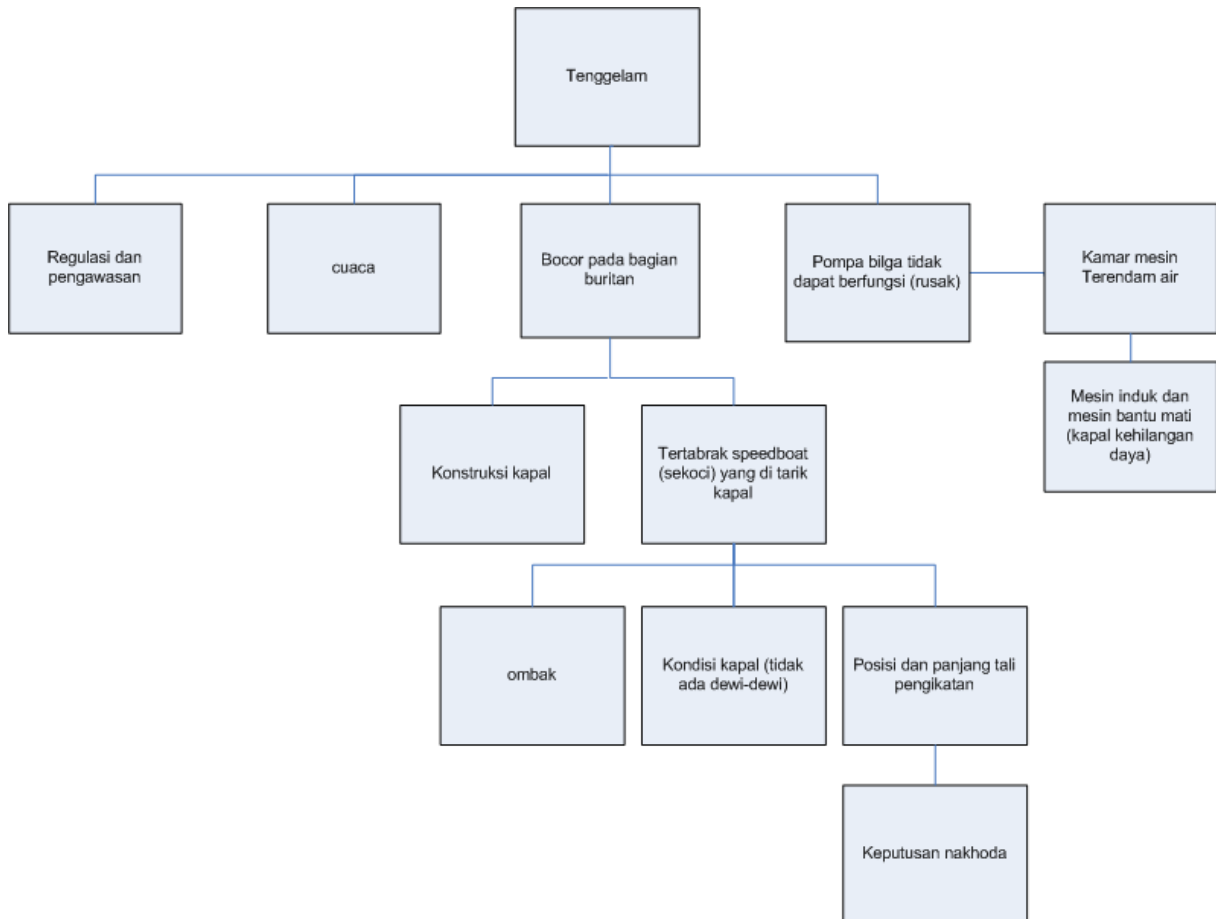 Tenggelam
Regulasi dan
pengawasan
cuaca
Bocor pada bagian
buritan
Pompa bilga tidak
dapat berfungsi (rusak)
Kamar mesin
Terendam air
Konstruksi kapal
Tertabrak speedboat
(sekoci) yang di tarik
kapal
Mesin induk dan
mesin bantu mati
(kapal kehilangan
daya)
ombak
Kondisi kapal (tidak
ada dewi-dewi)
Posisi dan panjang tali
pengikatan
Keputusan nakhoda